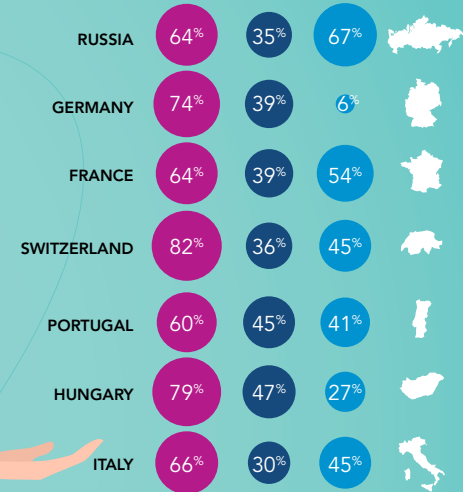 RUSSIA 64% 35% 67%
GERMANY 74% 39% 6%
FRANCE 64% 39% 54%
SWITZERLAND 82% 36% 45%
PORTUGAL 60% 45% 41%
HUNGARY 79% 47% 27%
ITALY 66% 30% 45%